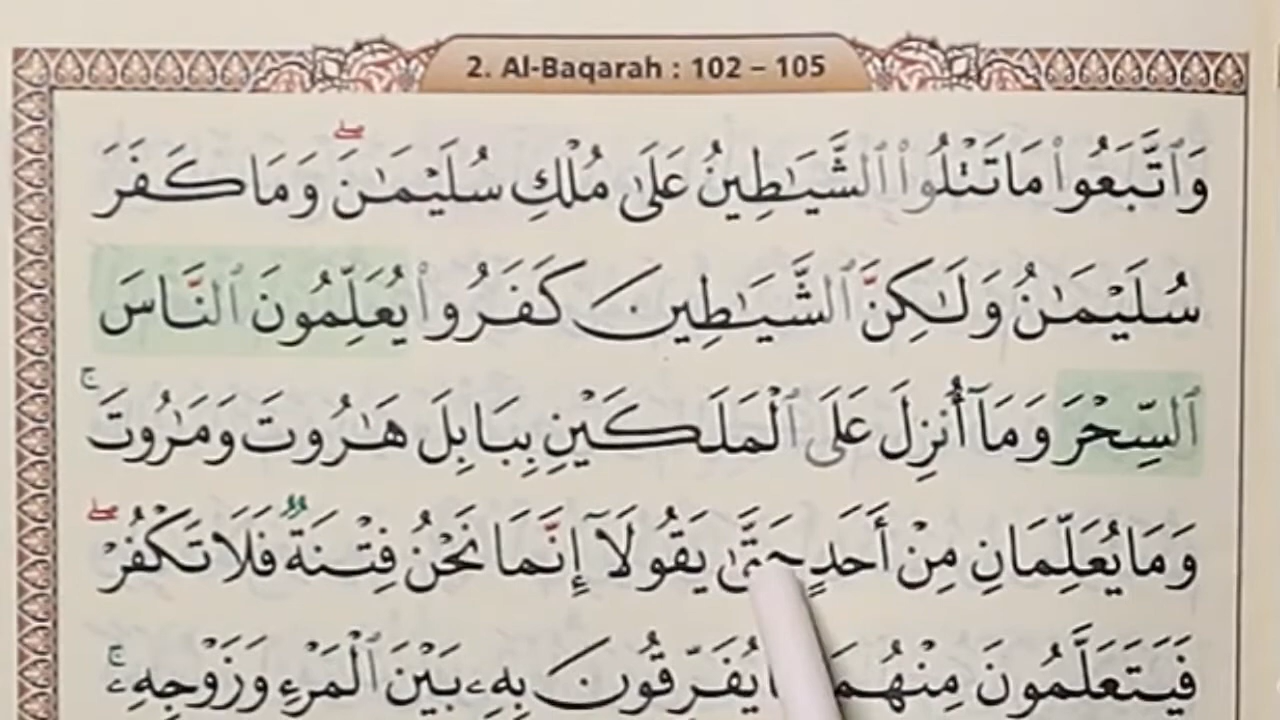 2. Al-Baqarah : 102 – 105
وَٱتَّبَعُوا۟ مَا تَتْلُوا۟ ٱلشَّيَـٰطِينُ عَلَىٰ مُلْكِ سُلَيْمَـٰنَ ۖ وَمَا كَفَرَ
سُلَيْمَـٰنُ وَلَـٰكِنَّ ٱلشَّيَـٰطِينَ كَفَرُوا۟ يُعَلِّمُونَ ٱلنَّاسَ
ٱلسِّحْرَ وَمَآ أُنزِلَ عَلَى ٱلْمَلَكَيْنِ بِبَابِلَ هَـٰرُوتَ وَمَـٰرُوتَ ۚ
وَمَا يُعَلِّمَانِ مِنْ أَحَدٍ حَتَّىٰ يَقُولَآ إِنَّمَا نَحْنُ فِتْنَةٌ فَلَا تَكْفُرْ ۖ
فَيَتَعَلَّمُونَ مِنْهُمَا يُفَرِّقُونَ بِهِۦ بَيْنَ ٱلْمَرْءِ وَزَوْجِهِۦ ۚ